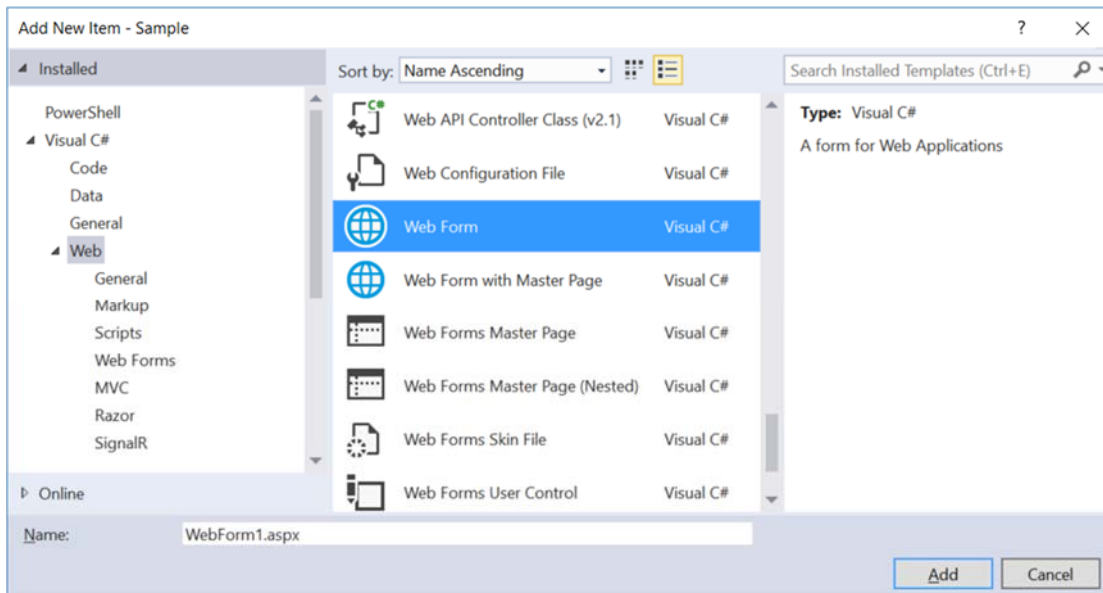 Add New Item - Sample
?
Installed
Sort by: Name Ascending
Search Installed Templates (Ctrl+E)
PowerShell
Visual C#
Code
Data
General
Web
General
Markup
Scripts
Web Forms
MVC
Razor
SignalR
Online
C#
Web API Controller Class (v2.1) Visual C#
Web Configuration File Visual C#
Web Form Visual C#
Web Form with Master Page Visual C#
Web Forms Master Page Visual C#
Web Forms Master Page (Nested) Visual C#
Web Forms Skin File Visual C#
Web Forms User Control Visual C#
Type: Visual C#
A form for Web Applications
Name: WebForm1.aspx
Add Cancel